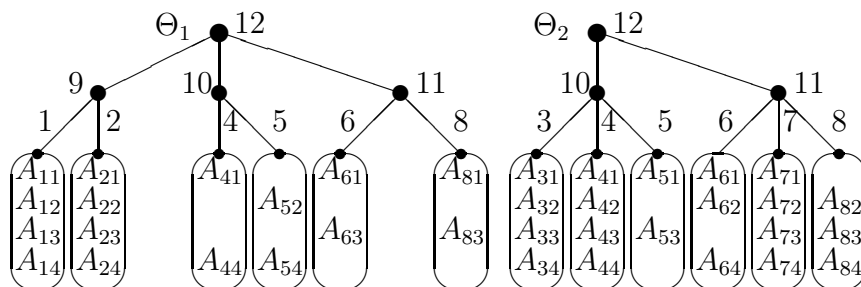 Θ₁ 12 Θ₂ 12
9 10 11 10 11
1 2 4 5 6 8 3 4 5 6 7 8
A₁₁ A₂₁ A₄₁ A₆₁ A₈₁ A₃₁ A₄₁ A₅₁ A₆₁ A₇₁
A₁₂ A₂₂ A₅₂ A₃₂ A₄₂ A₆₂ A₇₂ A₈₂
A₁₃ A₂₃ A₆₃ A₈₃ A₃₃ A₄₃ A₅₃ A₇₃ A₈₃
A₁₄ A₂₄ A₄₄ A₅₄ A₃₄ A₄₄ A₆₄ A₇₄ A₈₄